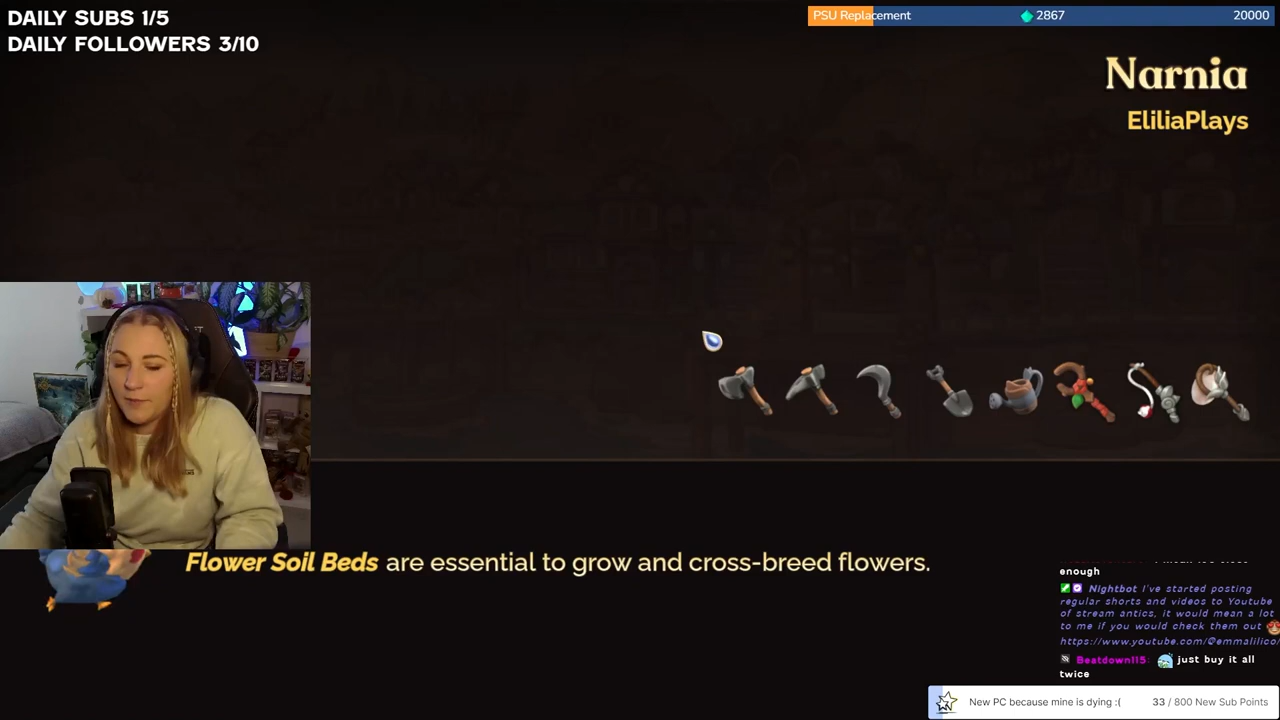 DAILY SUBS 1/5
DAILY FOLLOWERS 3/10
PSU Replacement 2867 20000
Narnia
EliliaPlays
Flower Soil Beds are essential to grow and cross-breed flowers.
enough
Nightbot I've started posting
regular shorts and videos to Youtube
of stream antics, it would mean a lot
to me if you would check them out
https://www.youtube.com/@emmalilico/
Beatdown115: just buy it all
twice
New PC because mine is dying :( 33 / 800 New Sub Points